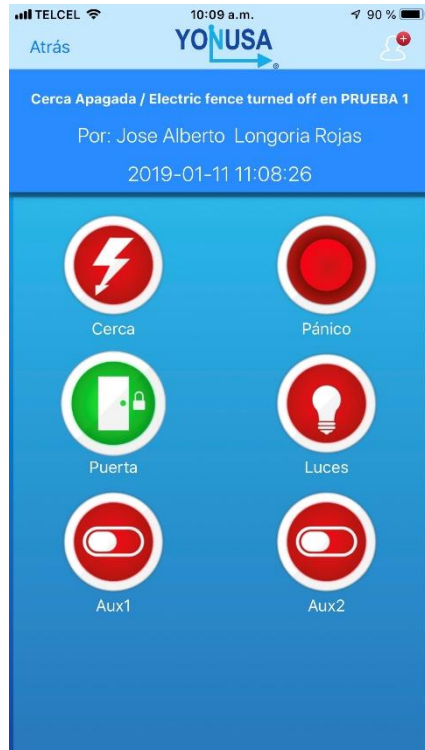 TELCEL 10:09 a.m. 90 %
Atrás YONUSA ®
Cerca Apagada / Electric fence turned off en PRUEBA 1
Por: Jose Alberto Longoria Rojas
2019-01-11 11:08:26
Cerca Pánico
Puerta Luces
Aux1 Aux2